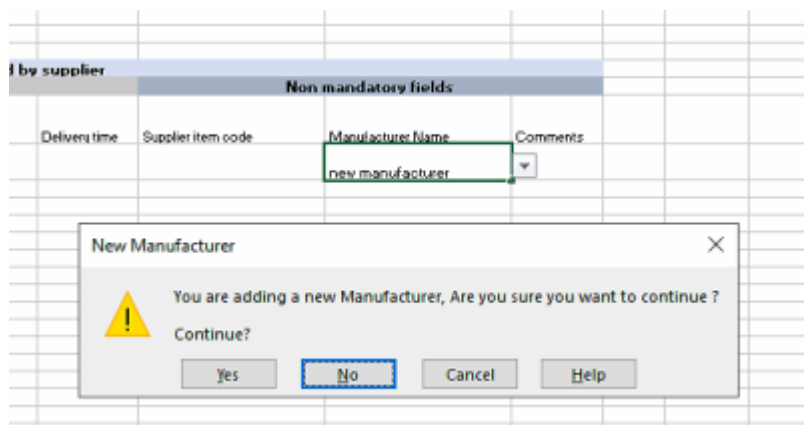 d by supplier
Non mandatory fields
Delivery time Supplier item code Manufacturer Name Comments
new manufacturer
New Manufacturer
You are adding a new Manufacturer, Are you sure you want to continue ?
Continue?
Yes No Cancel Help